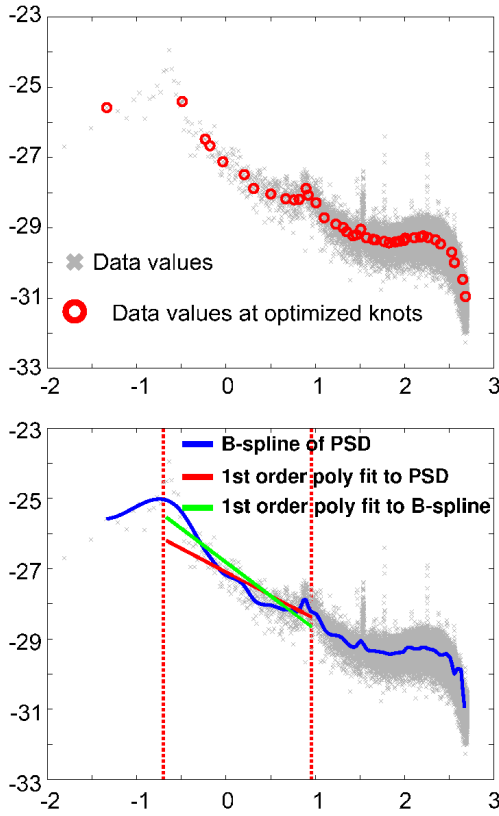 -23
-25
-27
-29
-31
-33
Data values
Data values at optimized knots
-2 -1 0 1 2 3
-23
-25
-27
-29
-31
-33
B-spline of PSD
1st order poly fit to PSD
1st order poly fit to B-spline
-2 -1 0 1 2 3